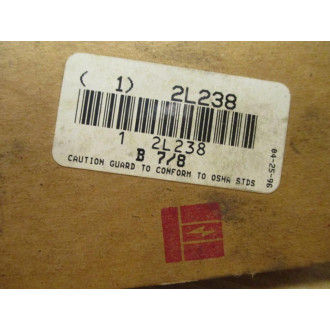 ( 1) 2L238
1 2L238
B 7/8
CAUTION GUARD TO CONFORM TO OSHA STDS
04-25-96